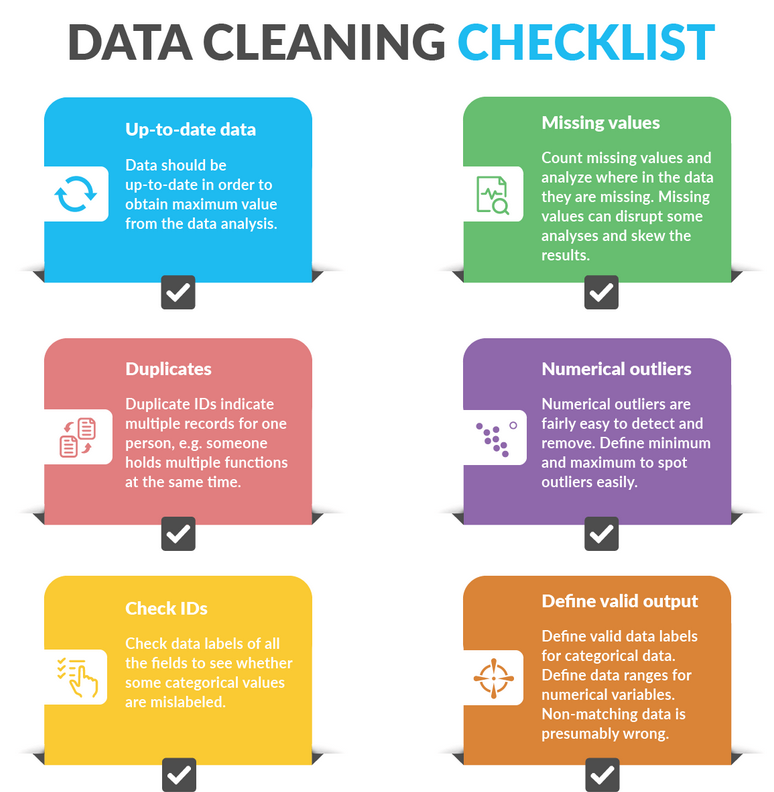 DATA CLEANING CHECKLIST
Up-to-date data
Data should be
up-to-date in order to
obtain maximum value
from the data analysis.
Missing values
Count missing values and
analyze where in the data
they are missing. Missing
values can disrupt some
analyses and skew the
results.
Duplicates
Duplicate IDs indicate
multiple records for one
person, e.g. someone
holds multiple functions
at the same time.
Numerical outliers
Numerical outliers are
fairly easy to detect and
remove. Define minimum
and maximum to spot
outliers easily.
Check IDs
Check data labels of all
the fields to see whether
some categorical values
are mislabeled.
Define valid output
Define valid data labels
for categorical data.
Define data ranges for
numerical variables.
Non-matching data is
presumably wrong.